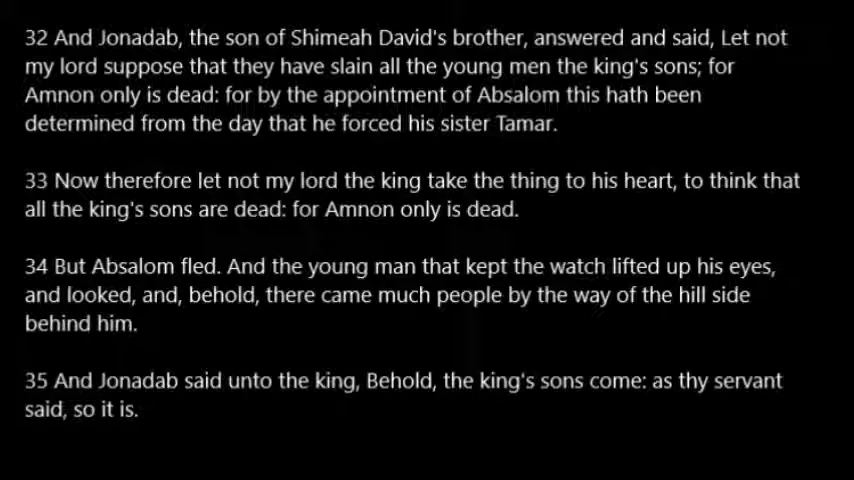 32 And Jonadab, the son of Shimeah David's brother, answered and said, Let not
my lord suppose that they have slain all the young men the king's sons; for
Amnon only is dead: for by the appointment of Absalom this hath been
determined from the day that he forced his sister Tamar.
33 Now therefore let not my lord the king take the thing to his heart, to think that
all the king's sons are dead: for Amnon only is dead.
34 But Absalom fled. And the young man that kept the watch lifted up his eyes,
and looked, and, behold, there came much people by the way of the hill side
behind him.
35 And Jonadab said unto the king, Behold, the king's sons come: as thy servant
said, so it is.